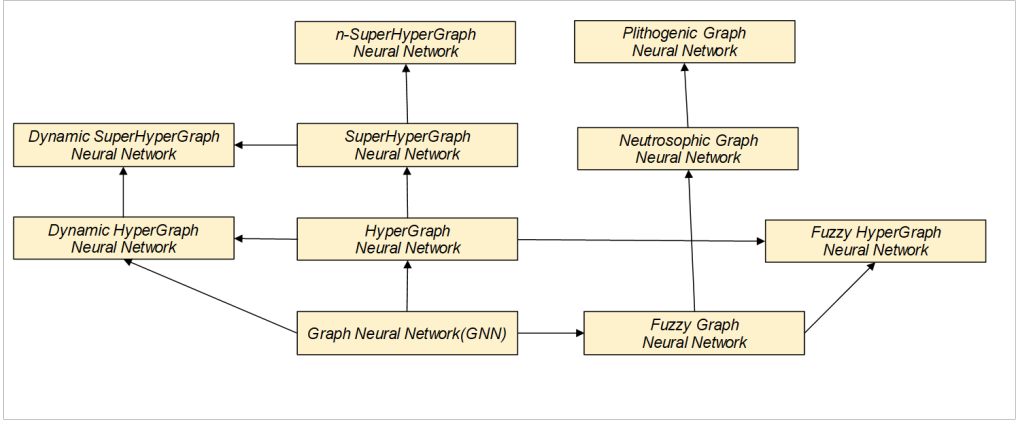 n-SuperHyperGraph
Neural Network
Plithogenic Graph
Neural Network
Dynamic SuperHyperGraph
Neural Network
SuperHyperGraph
Neural Network
Neutrosophic Graph
Neural Network
Dynamic HyperGraph
Neural Network
HyperGraph
Neural Network
Fuzzy HyperGraph
Neural Network
Graph Neural Network(GNN)
Fuzzy Graph
Neural Network